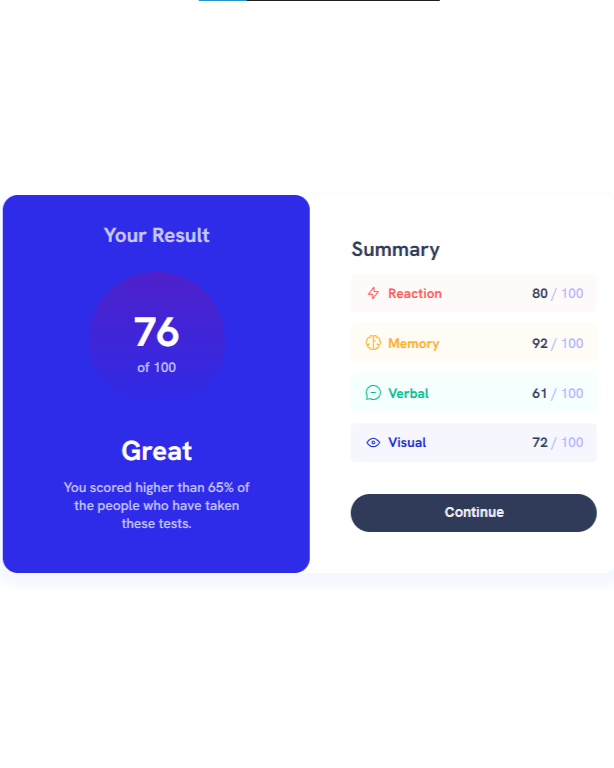 Your Result
76
of 100
Great
You scored higher than 65% of
the people who have taken
these tests.
Summary
Reaction 80 / 100
Memory 92 / 100
Verbal 61 / 100
Visual 72 / 100
Continue